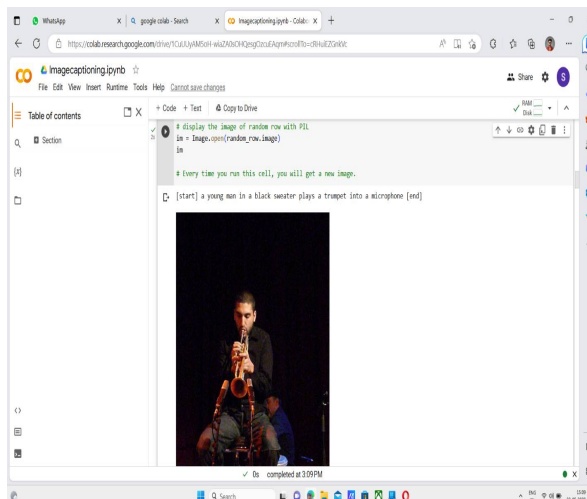 WhatsApp
google colab - Search
Imagecaptioning.ipynb - Colab
https://colab.research.google.com/drive/
Imagecaptioning.ipynb
File Edit View Insert Runtime Tools Help Cannot save changes
Share
S
Table of contents
+ Code + Text Copy to Drive
RAM
Disk
Section
{x}
# display the image of random row with PIL
im = Image.open(random_row.image)
im
# Every time you run this cell, you will get a new image.
[start] a young man in a black sweater plays a trumpet into a microphone [end]
0s completed at 3:09 PM
Search
ENG